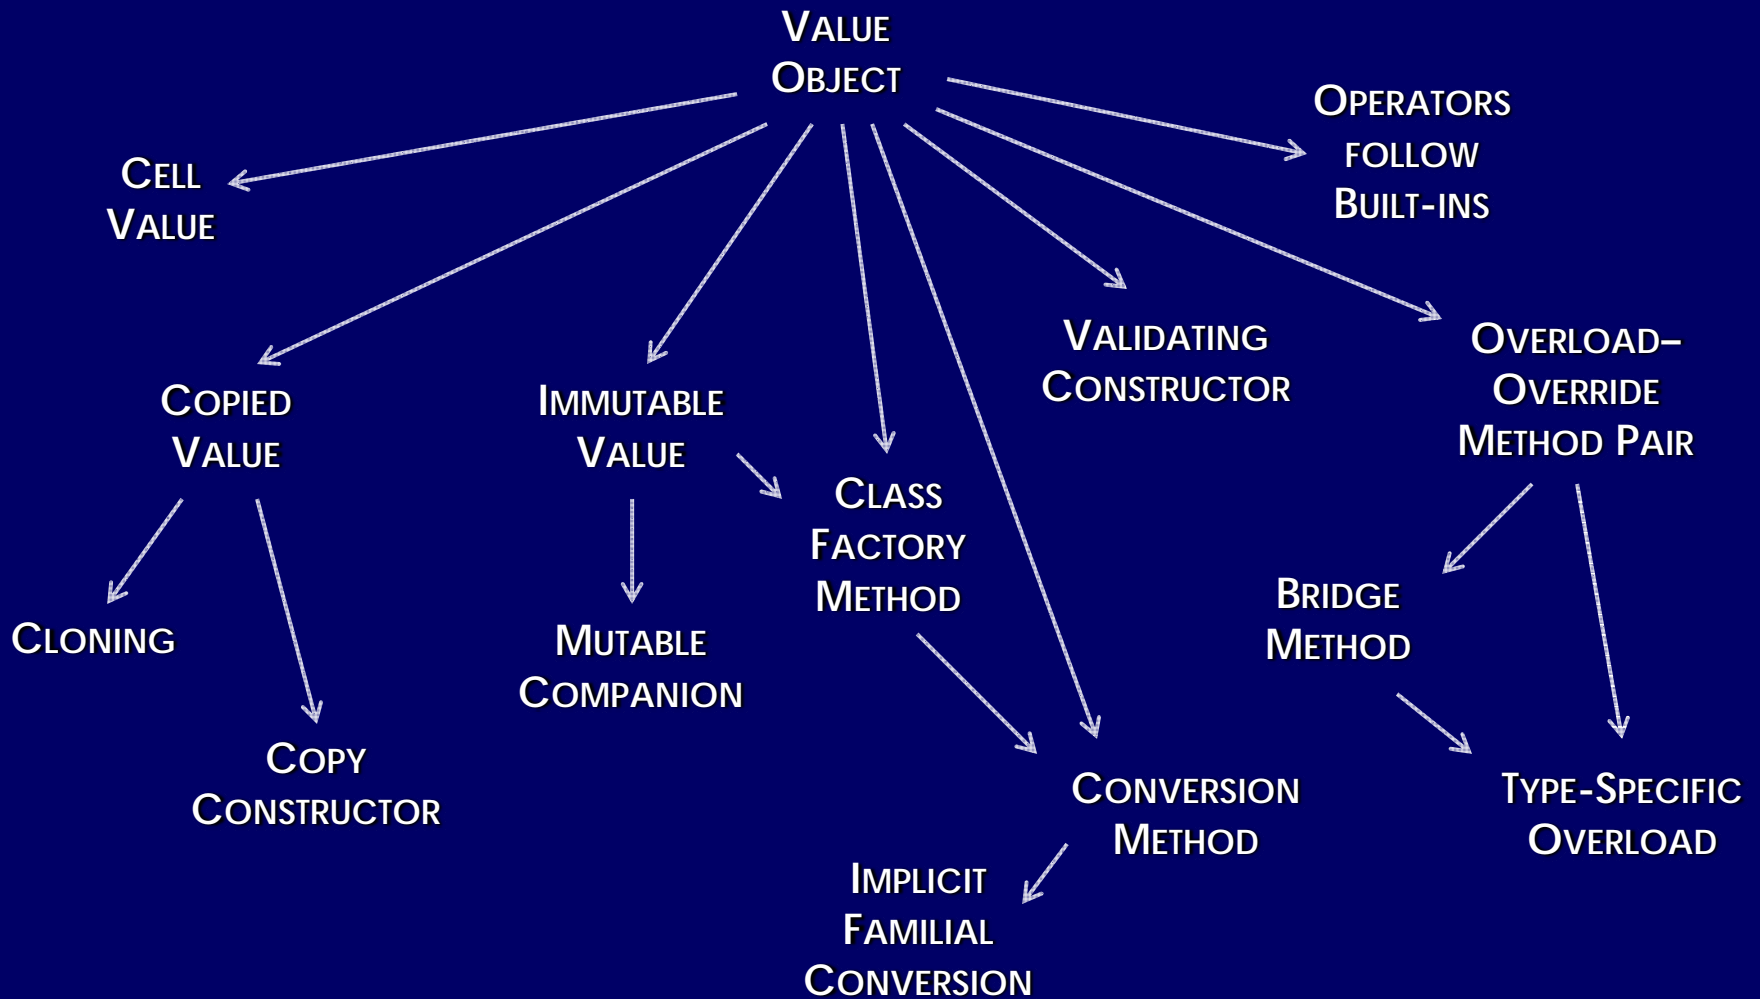 VALUE
OBJECT
OPERATORS
FOLLOW
BUILT-INS
CELL
VALUE
VALIDATING
CONSTRUCTOR
OVERLOAD–
OVERRIDE
METHOD PAIR
COPIED
VALUE
IMMUTABLE
VALUE
CLASS
FACTORY
METHOD
BRIDGE
METHOD
CLONING
MUTABLE
COMPANION
COPY
CONSTRUCTOR
CONVERSION
METHOD
TYPE-SPECIFIC
OVERLOAD
IMPLICIT
FAMILIAL
CONVERSION